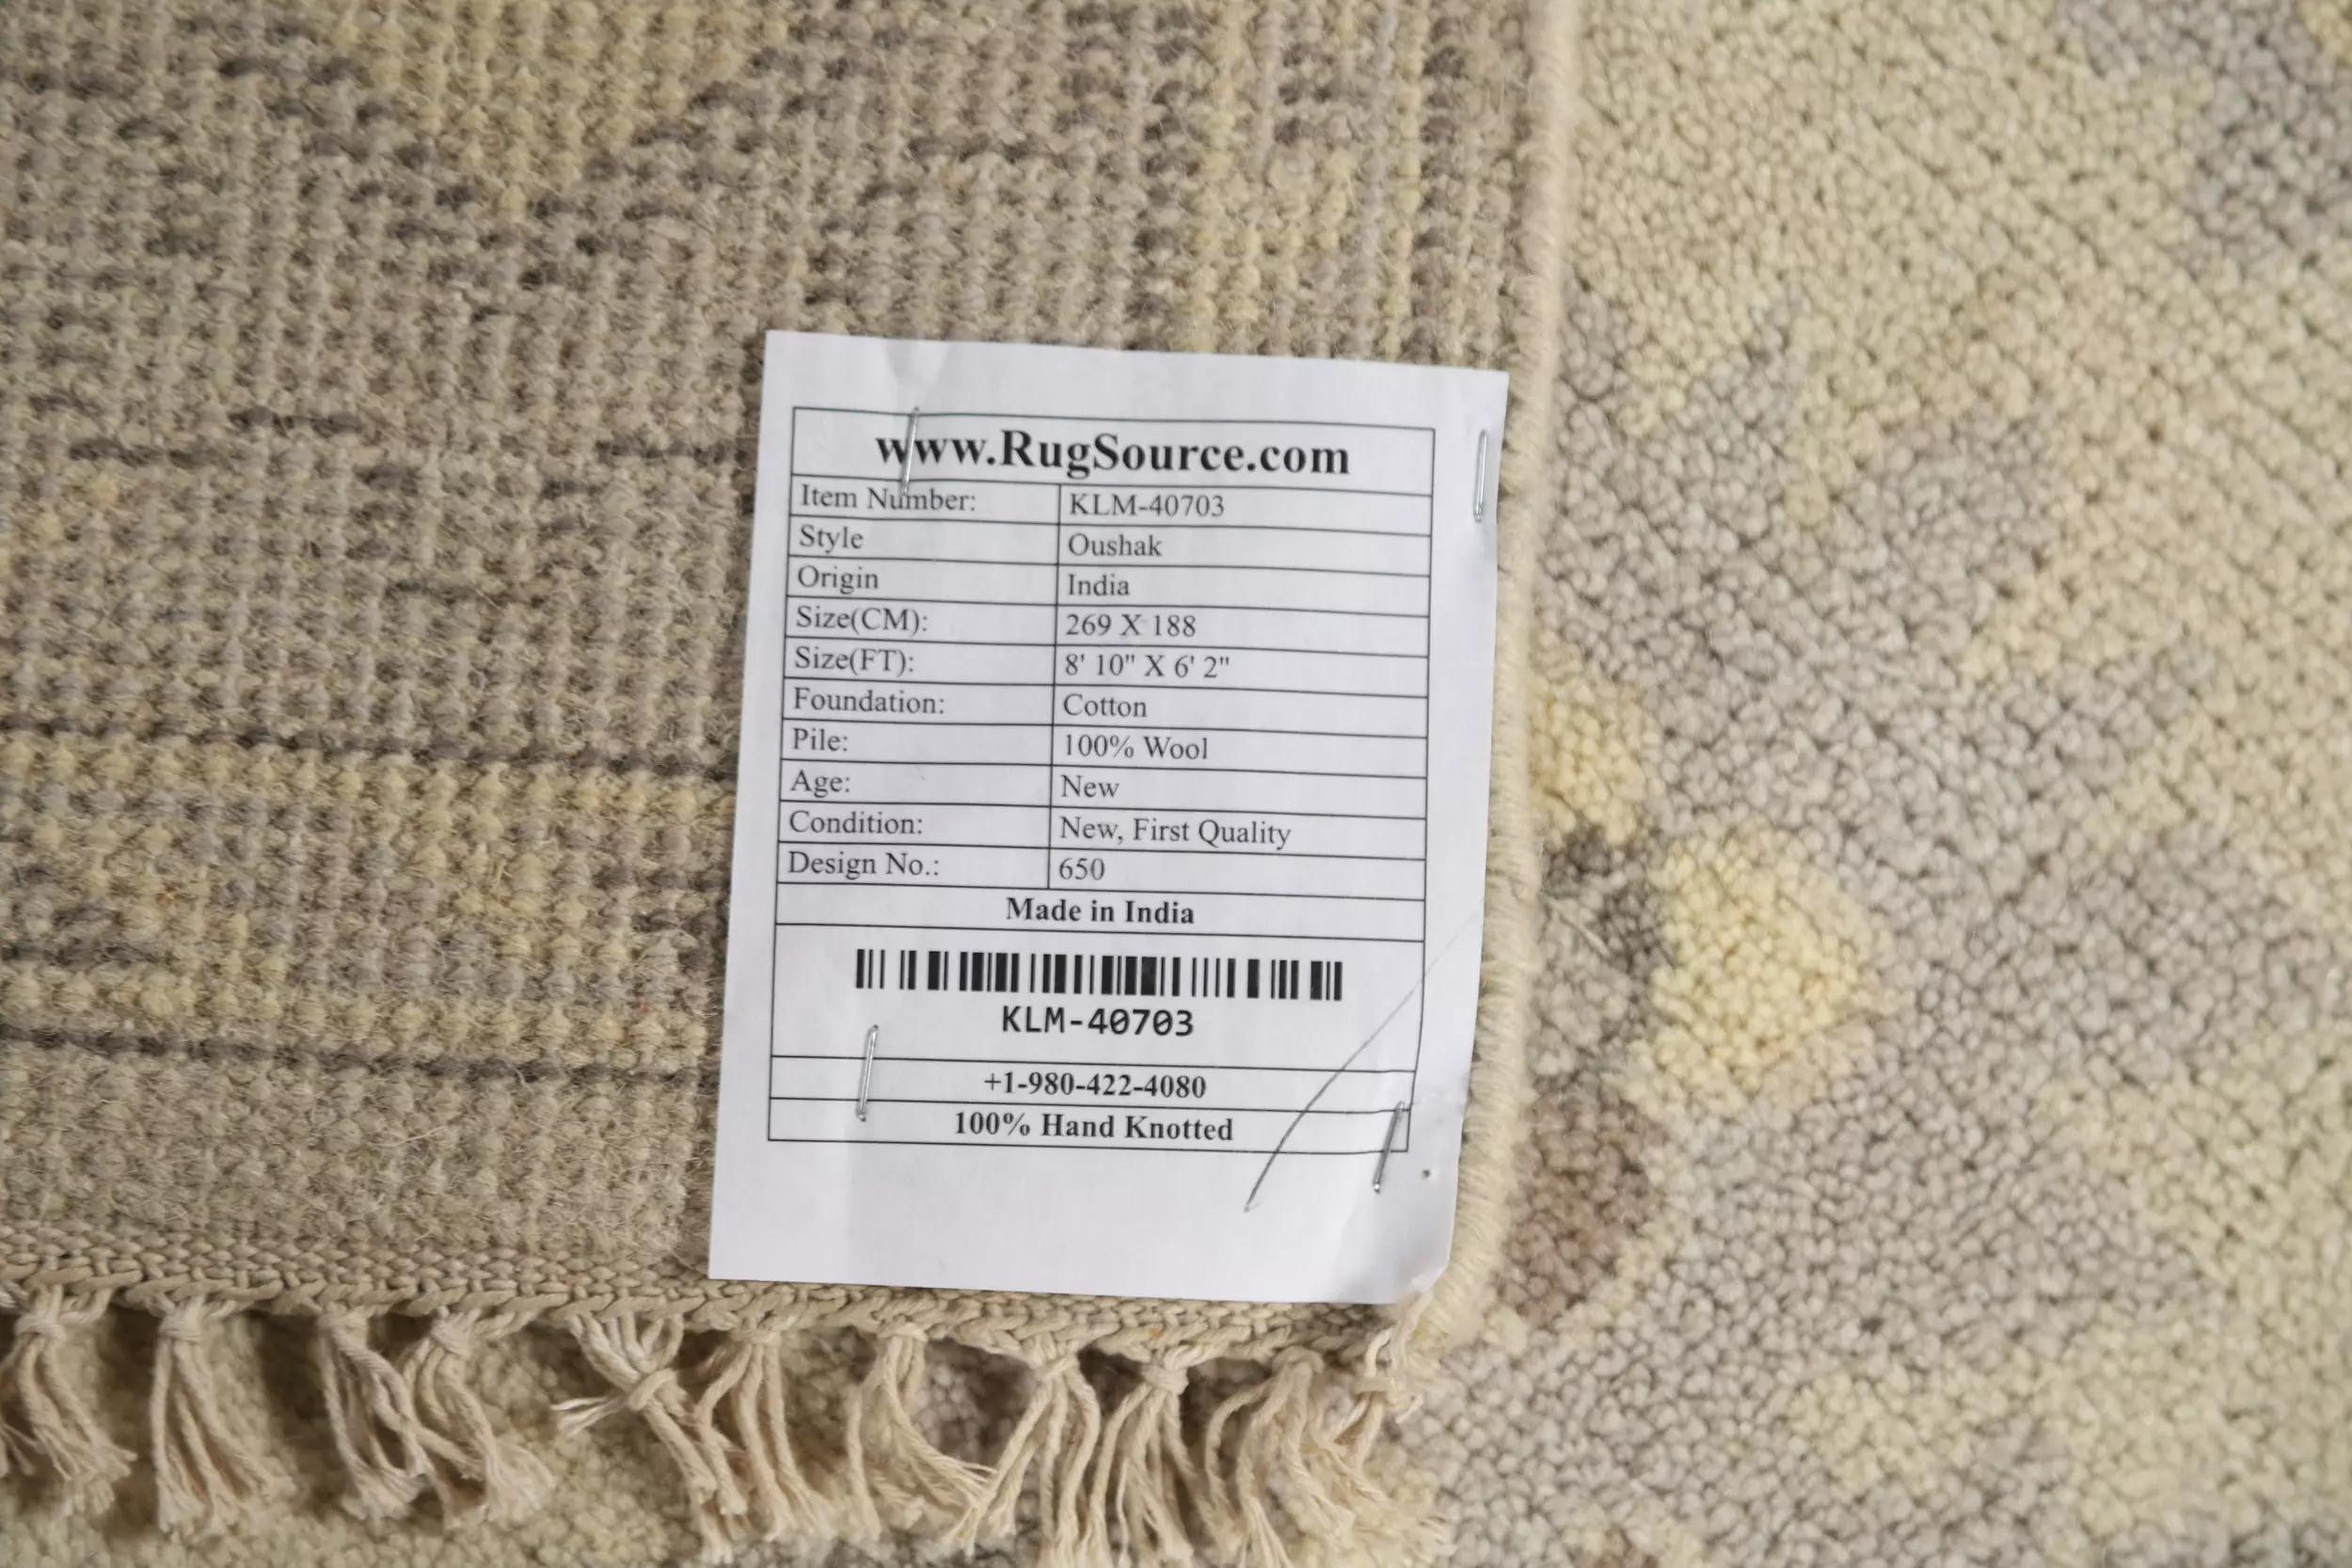 www.RugSource.com
Item Number: KLM-40703
Style Oushak
Origin India
Size(CM): 269 X 188
Size(FT): 8' 10" X 6' 2"
Foundation: Cotton
Pile: 100% Wool
Age: New
Condition: New, First Quality
Design No.: 650
Made in India
KLM-40703
+1-980-422-4080
100% Hand Knotted